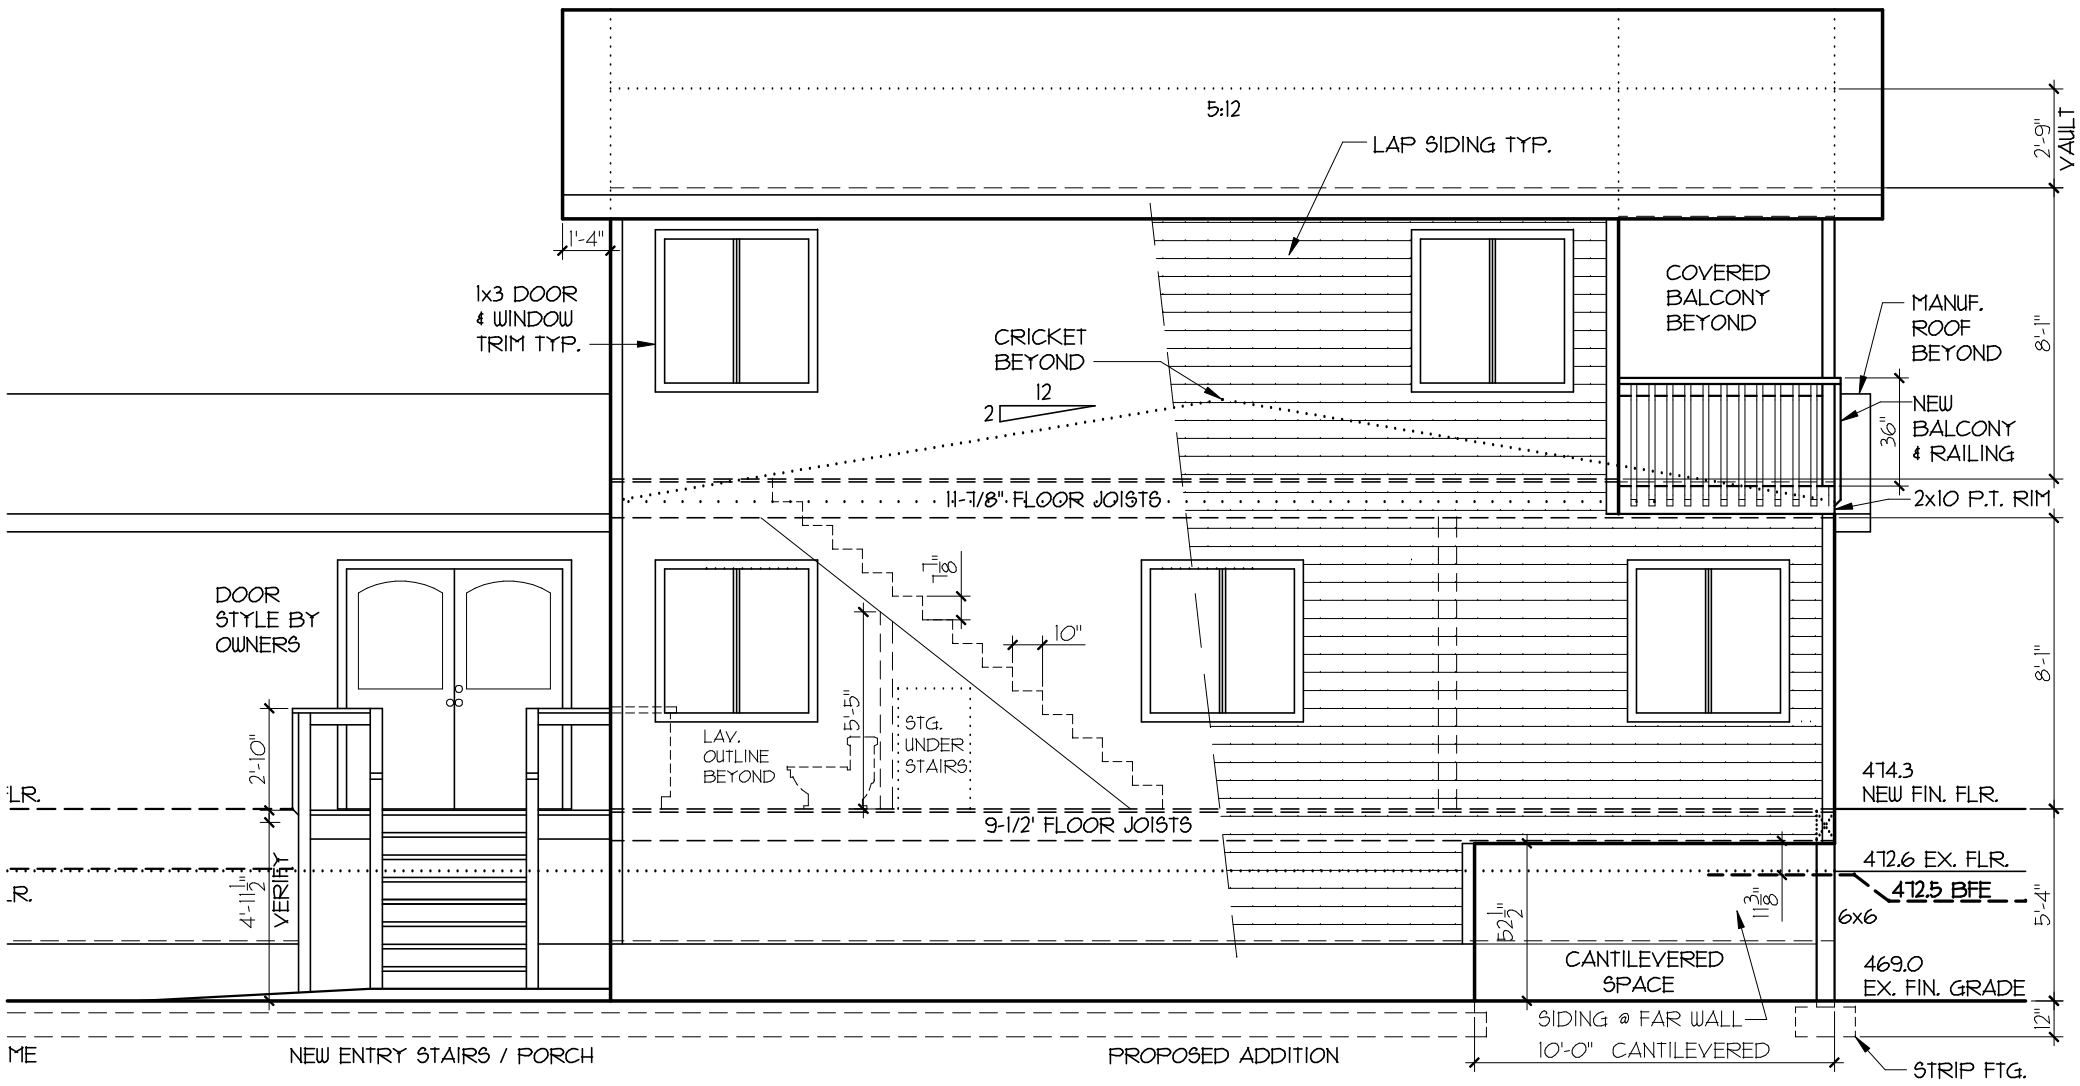 5:12
LAP SIDING TYP.
2'-9"
VAULT
1'-4"
1x3 DOOR
& WINDOW
TRIM TYP.
COVERED
BALCONY
BEYOND
MANUF.
ROOF
BEYOND
8'-1"
CRICKET
BEYOND
12
2
36"
NEW
BALCONY
& RAILING
11-7/8" FLOOR JOISTS
2x10 P.T. RIM
DOOR
STYLE BY
OWNERS
7 1/8"
10"
8'-1"
5'-5"
2'-10"
LAV.
OUTLINE
BEYOND
STG.
UNDER
STAIRS
LR.
474.3
NEW FIN. FLR.
9-1/2' FLOOR JOISTS
472.6 EX. FLR.
472.5 BFE
R.
4'-11 1/2"
VERIFY
52 1/2"
11 3/8"
6x6
5'-4"
CANTILEVERED
SPACE
469.0
EX. FIN. GRADE
SIDING @ FAR WALL
12"
ME
NEW ENTRY STAIRS / PORCH
PROPOSED ADDITION
10'-0" CANTILEVERED
STRIP FTG.